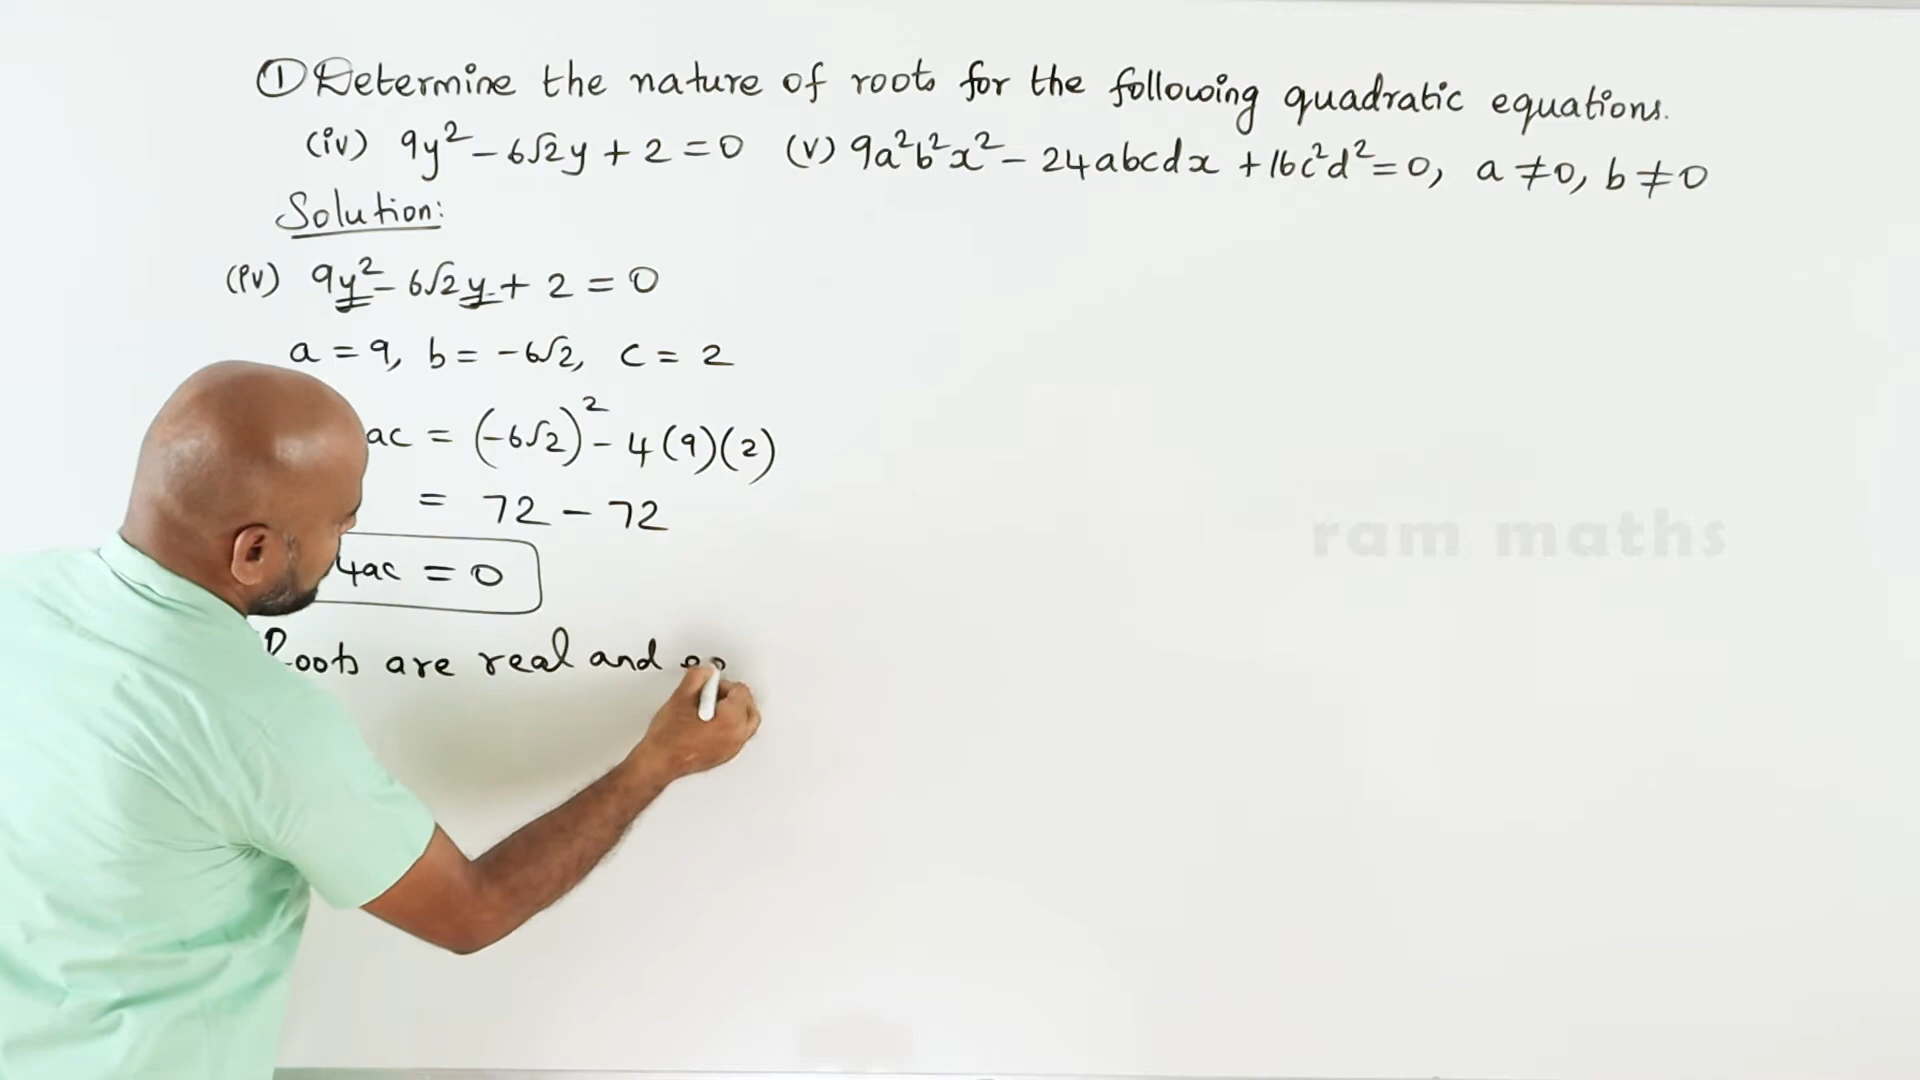 ① Determine the nature of roots for the following quadratic equations.
(iv) 9y² - 6√2y + 2 = 0 (v) 9a²b²x² - 24abcdx + 16c²d² = 0, a ≠ 0, b ≠ 0
Solution:
(iv) 9y² - 6√2y + 2 = 0
a = 9, b = -6√2, c = 2
ac = (-6√2)² - 4(9)(2)
= 72 - 72
4ac = 0
Roots are real and
ram maths